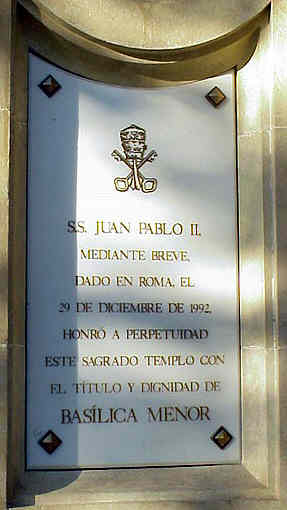 S.S. JUAN PABLO II.
MEDIANTE BREVE,
DADO EN ROMA, EL
29 DE DICIEMBRE DE 1992,
HONRÓ A PERPETUIDAD
ESTE SAGRADO TEMPLO CON
EL TÍTULO Y DIGNIDAD DE
BASÍLICA MENOR